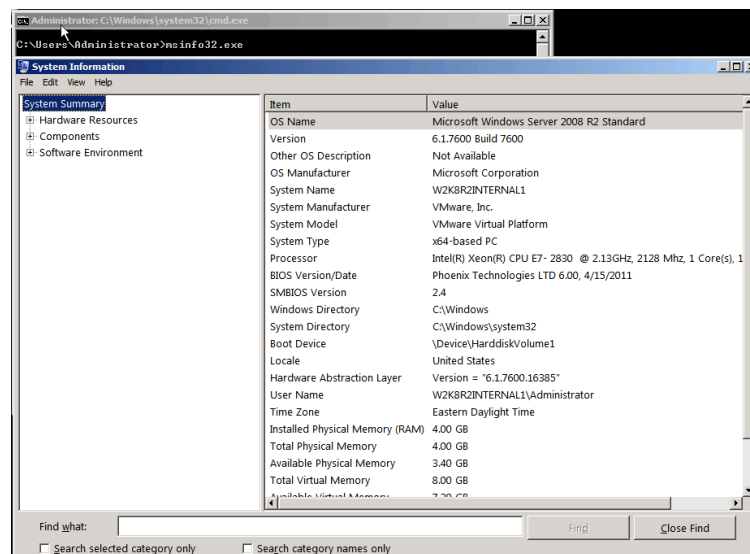 Administrator: C:\Windows\system32\cmd.exe
C:\Users\Administrator>msinfo32.exe
System Information
File Edit View Help
System Summary
Hardware Resources
Components
Software Environment
Item Value
OS Name Microsoft Windows Server 2008 R2 Standard
Version 6.1.7600 Build 7600
Other OS Description Not Available
OS Manufacturer Microsoft Corporation
System Name W2K8R2INTERNAL1
System Manufacturer VMware, Inc.
System Model VMware Virtual Platform
System Type x64-based PC
Processor Intel(R) Xeon(R) CPU E7- 2830 @ 2.13GHz, 2128 Mhz, 1 Core(s), 1
BIOS Version/Date Phoenix Technologies LTD 6.00, 4/15/2011
SMBIOS Version 2.4
Windows Directory C:\Windows
System Directory C:\Windows\system32
Boot Device \Device\HarddiskVolume1
Locale United States
Hardware Abstraction Layer Version = "6.1.7600.16385"
User Name W2K8R2INTERNAL1\Administrator
Time Zone Eastern Daylight Time
Installed Physical Memory (RAM) 4.00 GB
Total Physical Memory 4.00 GB
Available Physical Memory 3.40 GB
Total Virtual Memory 8.00 GB
Available Virtual Memory 7.20 GB
Find what: Find Close Find
Search selected category only Search category names only